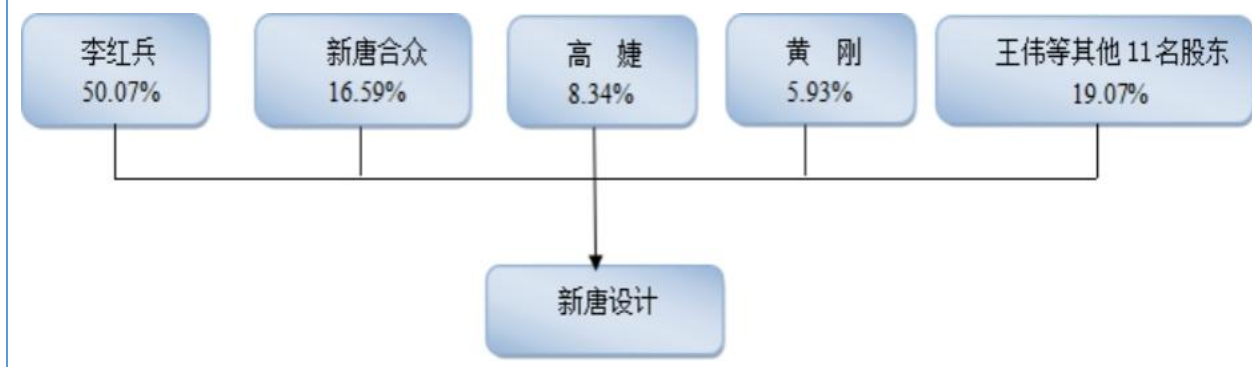 李红兵
50.07%
新唐合众
16.59%
高　婕
8.34%
黄　刚
5.93%
王伟等其他 11 名股东
19.07%
新唐设计